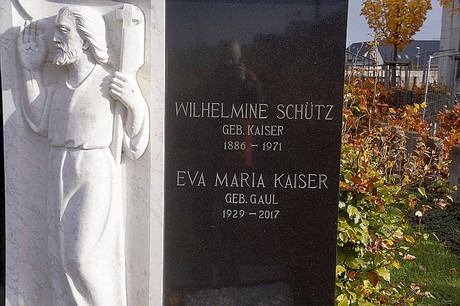 WILHELMINE SCHÜTZ
GEB. KAISER
1886 – 1971
EVA MARIA KAISER
GEB. GAUL
1929 – 2017